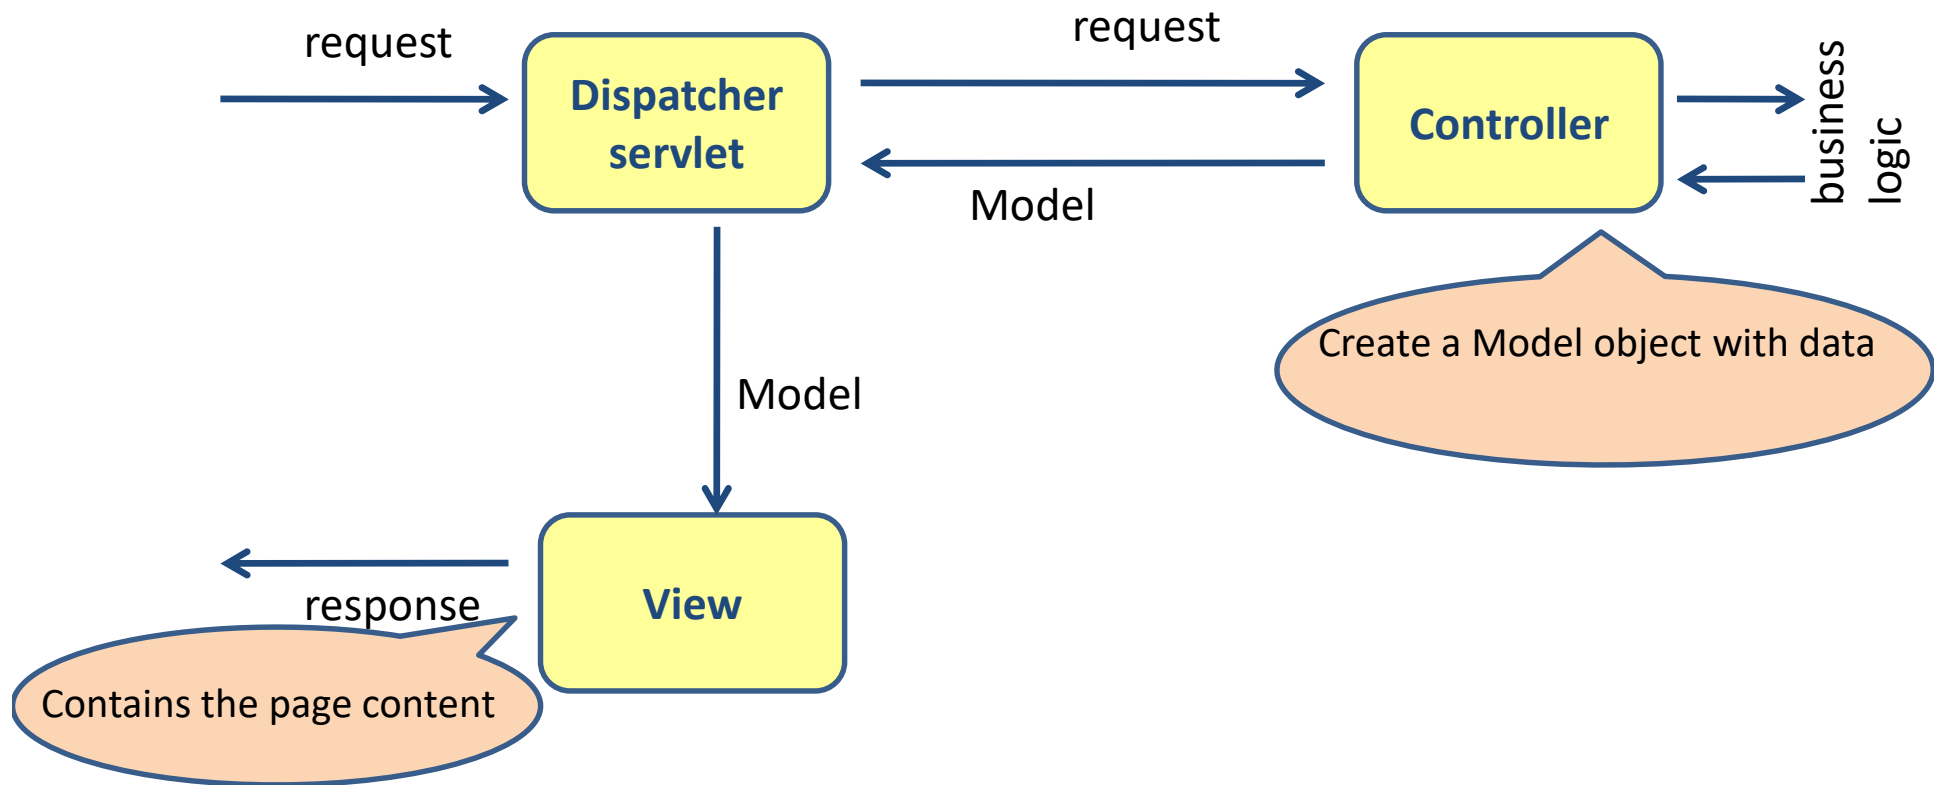 request
Dispatcher
servlet
request
Model
Controller
business
logic
Create a Model object with data
Model
View
response
Contains the page content